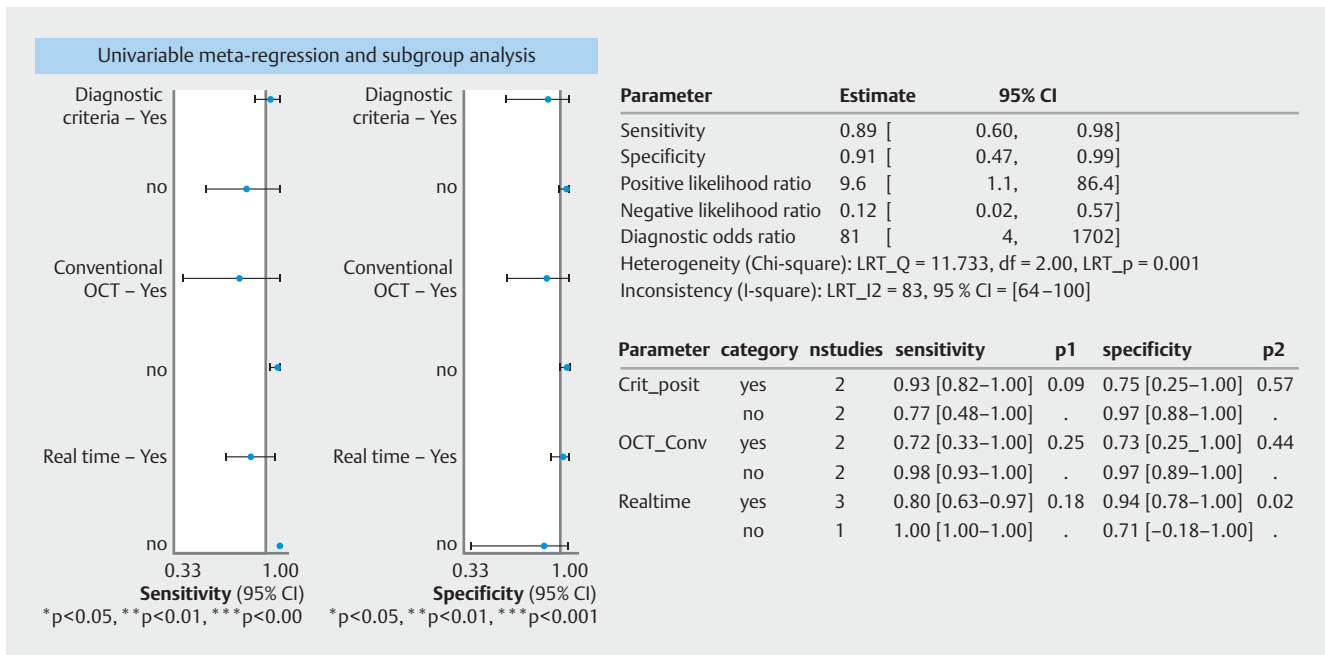 Univariable meta-regression and subgroup analysis
Diagnostic
criteria – Yes
no
Conventional
OCT – Yes
no
Real time – Yes
no
0.33 1.00
Sensitivity (95% CI)
*p<0.05, **p<0.01, ***p<0.00
Diagnostic
criteria – Yes
no
Conventional
OCT – Yes
no
Real time – Yes
no
0.33 1.00
Specificity (95% CI)
*p<0.05, **p<0.01, ***p<0.001
Parameter Estimate 95% CI
Sensitivity 0.89 [ 0.60, 0.98]
Specificity 0.91 [ 0.47, 0.99]
Positive likelihood ratio 9.6 [ 1.1, 86.4]
Negative likelihood ratio 0.12 [ 0.02, 0.57]
Diagnostic odds ratio 81 [ 4, 1702]
Heterogeneity (Chi-square): LRT_Q = 11.733, df = 2.00, LRT_p = 0.001
Inconsistency (I-square): LRT_I2 = 83, 95 % CI = [64–100]
Parameter category nstudies sensitivity p1 specificity p2
Crit_posit yes 2 0.93 [0.82–1.00] 0.09 0.75 [0.25–1.00] 0.57
no 2 0.77 [0.48–1.00] . 0.97 [0.88–1.00] .
OCT_Conv yes 2 0.72 [0.33–1.00] 0.25 0.73 [0.25_1.00] 0.44
no 2 0.98 [0.93–1.00] . 0.97 [0.89–1.00] .
Realtime yes 3 0.80 [0.63–0.97] 0.18 0.94 [0.78–1.00] 0.02
no 1 1.00 [1.00–1.00] . 0.71 [–0.18–1.00] .